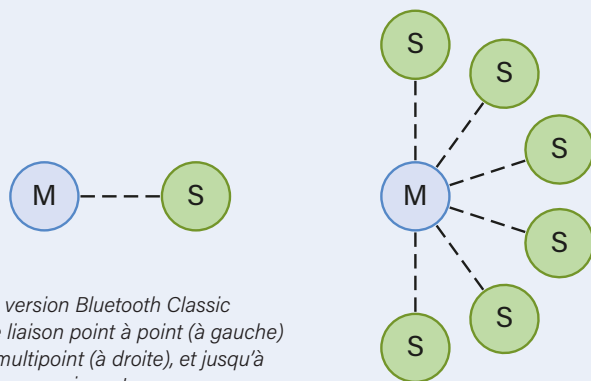 S
S
S
M S M
S
S
S
version Bluetooth Classic
liaison point à point (à gauche)
multipoint (à droite), et jusqu'à